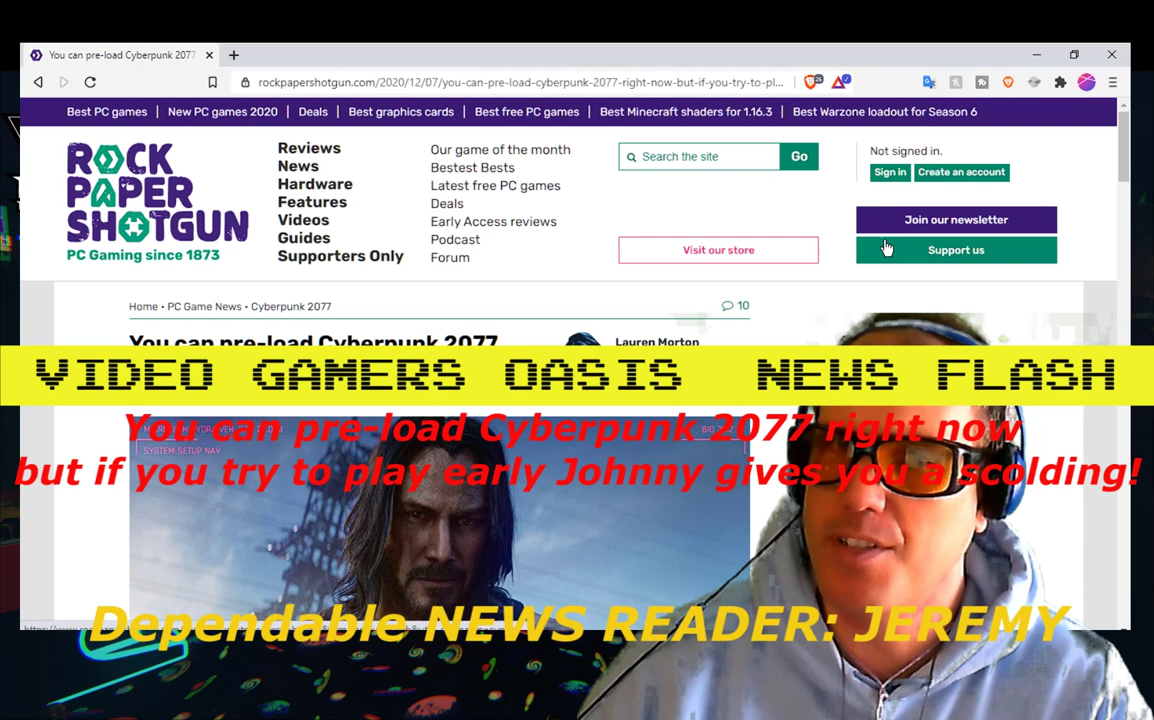 You can pre-load Cyberpunk 2077
rockpapershotgun.com/2020/12/07/you-can-pre-load-cyberpunk-2077-right-now-but-if-you-try-to-pl...
26
Best PC games | New PC games 2020 | Deals | Best graphics cards | Best free PC games | Best Minecraft shaders for 1.16.3 | Best Warzone loadout for Season 6
ROCK
PAPER
SHOTGUN
PC Gaming since 1873
Reviews
News
Hardware
Features
Videos
Guides
Supporters Only
Our game of the month
Bestest Bests
Latest free PC games
Deals
Early Access reviews
Podcast
Forum
Search the site
Go
Visit our store
Not signed in.
Sign in Create an account
Join our newsletter
Support us
Home • PC Game News • Cyberpunk 2077
10
You can pre-load Cyberpunk 2077
Lauren Morton
VIDEO GAMERS OASIS NEWS FLASH
You can pre-load Cyberpunk 2077 right now
but if you try to play early Johnny gives you a scolding!
SYSTEM SETUP NAV
Dependable NEWS READER: JEREMY